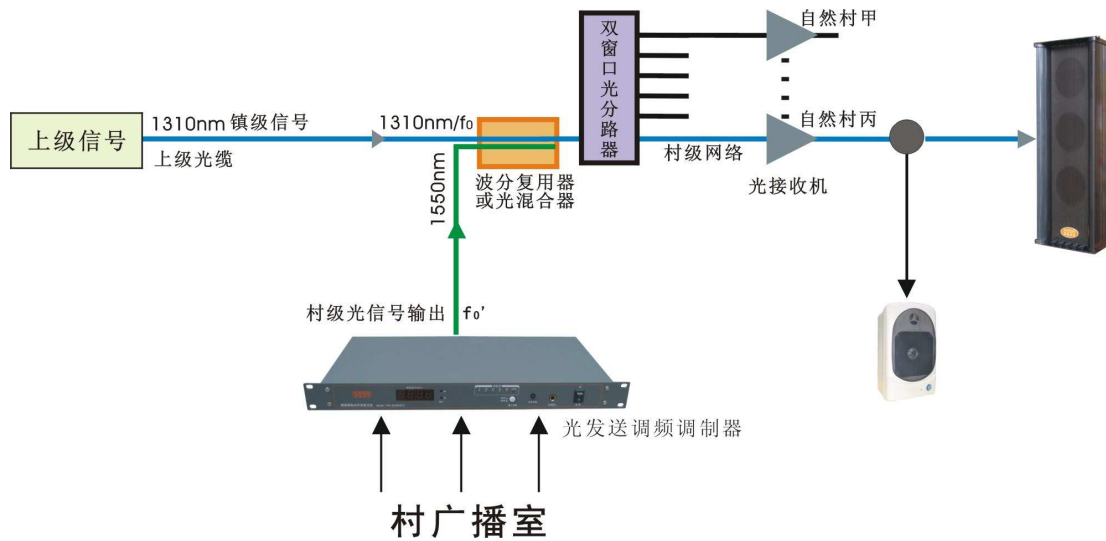 上级信号
1310nm 镇级信号
上级光缆
1310nm/f₀
波分复用器
或光混合器
1550nm
双窗口光分路器
自然村甲
自然村丙
村级网络
光接收机
村级光信号输出 f₀'
光发送调频调制器
村广播室